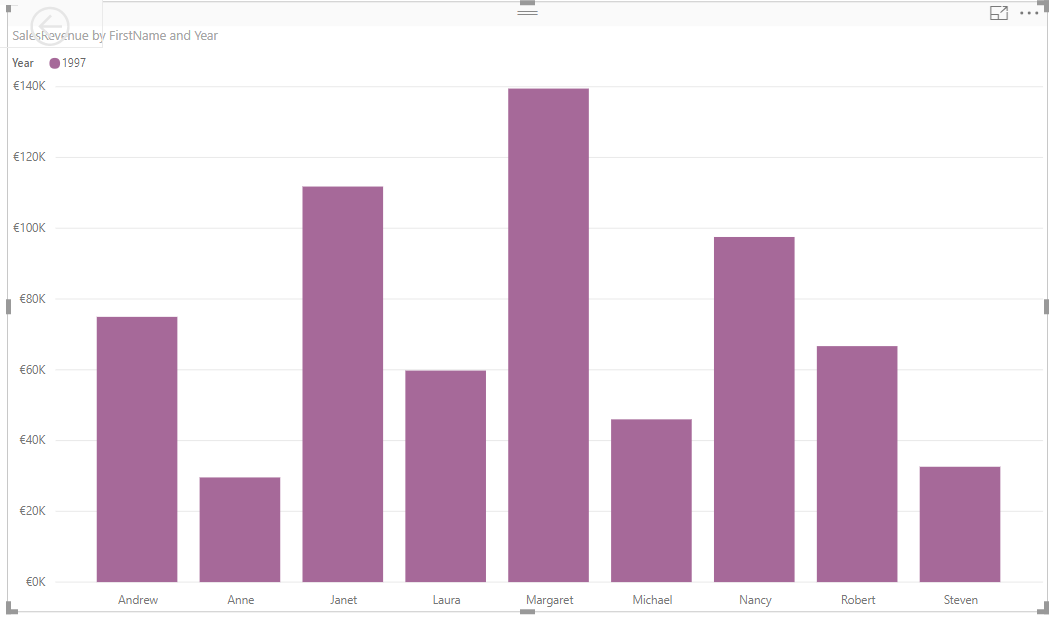 SalesRevenue by FirstName and Year
Year 1997
€140K
€120K
€100K
€80K
€60K
€40K
€20K
€0K
Andrew Anne Janet Laura Margaret Michael Nancy Robert Steven